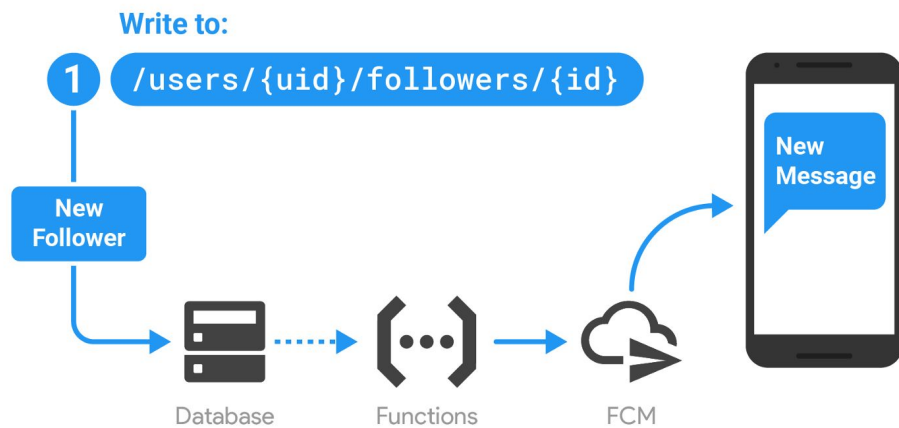 Write to:
1
/users/{uid}/followers/{id}
New
Follower
New
Message
Database
Functions
FCM